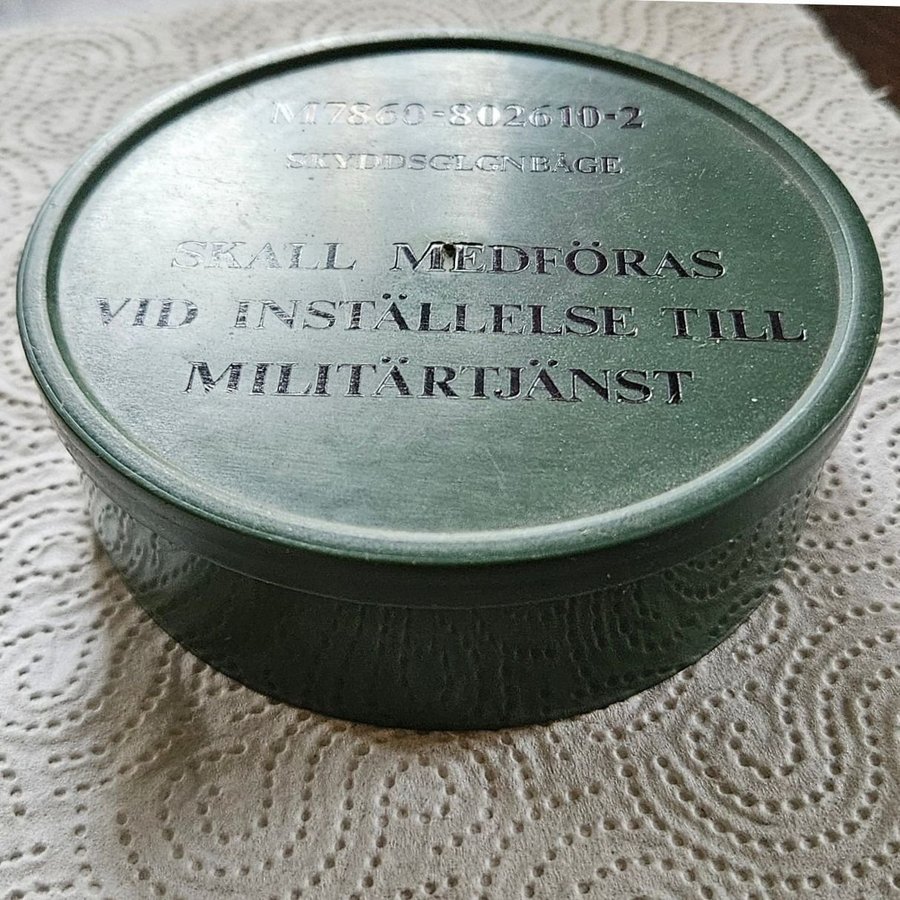 M7860-802610-2
SKYDDSGLGNBÅGE
SKALL MEDFÖRAS
VID INSTÄLLELSE TILL
MILITÄRTJÄNST